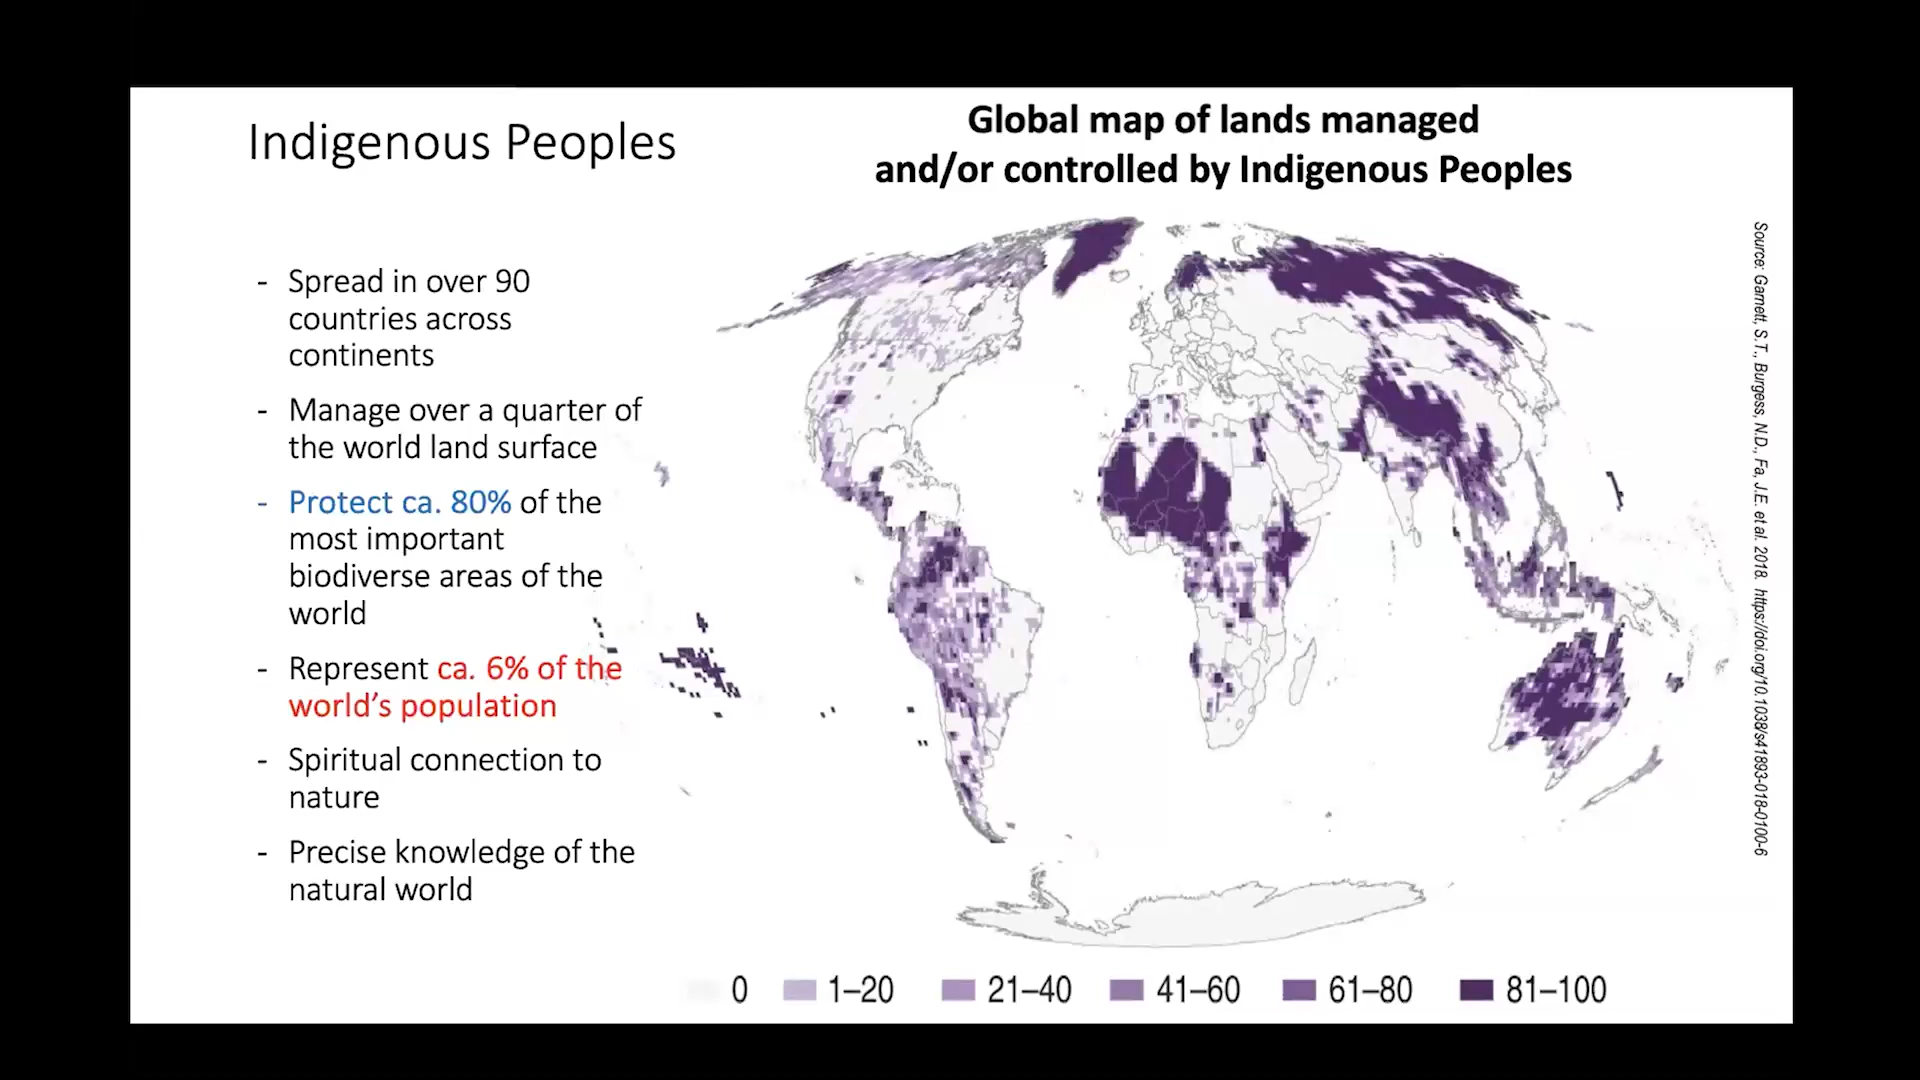 Indigenous Peoples
- Spread in over 90
countries across
continents
- Manage over a quarter of
the world land surface
- Protect ca. 80% of the
most important
biodiverse areas of the
world
- Represent ca. 6% of the
world's population
- Spiritual connection to
nature
- Precise knowledge of the
natural world
Global map of lands managed
and/or controlled by Indigenous Peoples
0 1–20 21–40 41–60 61–80 81–100
Source: Garnett, S.T., Burgess, N.D., Fa, J.E. et al. 2018. https://doi.org/10.1038/s41893-018-0100-6